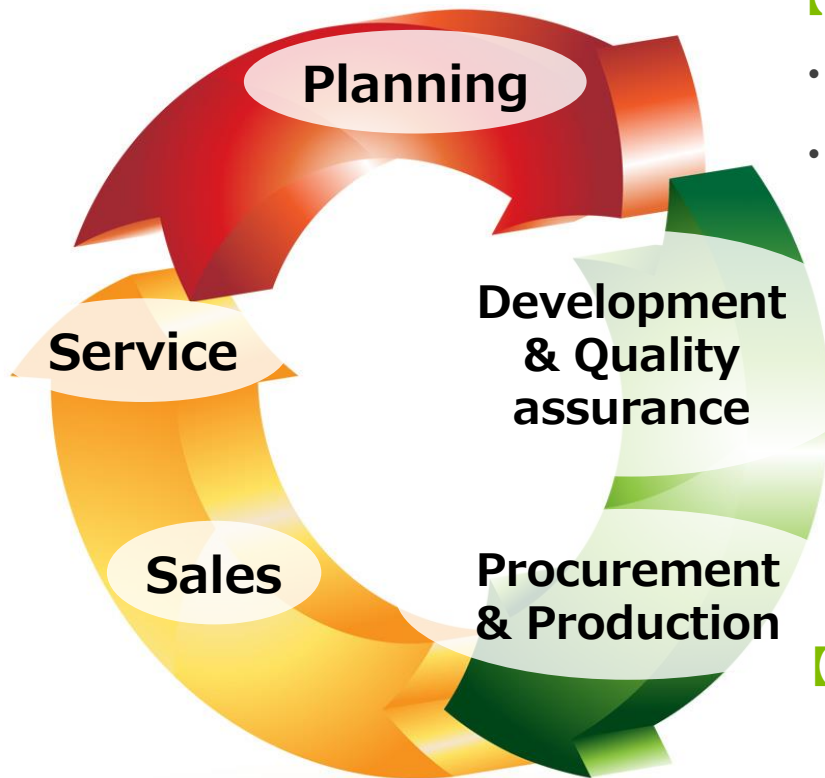 Planning
Development
& Quality
assurance
Procurement
& Production
Sales
Service